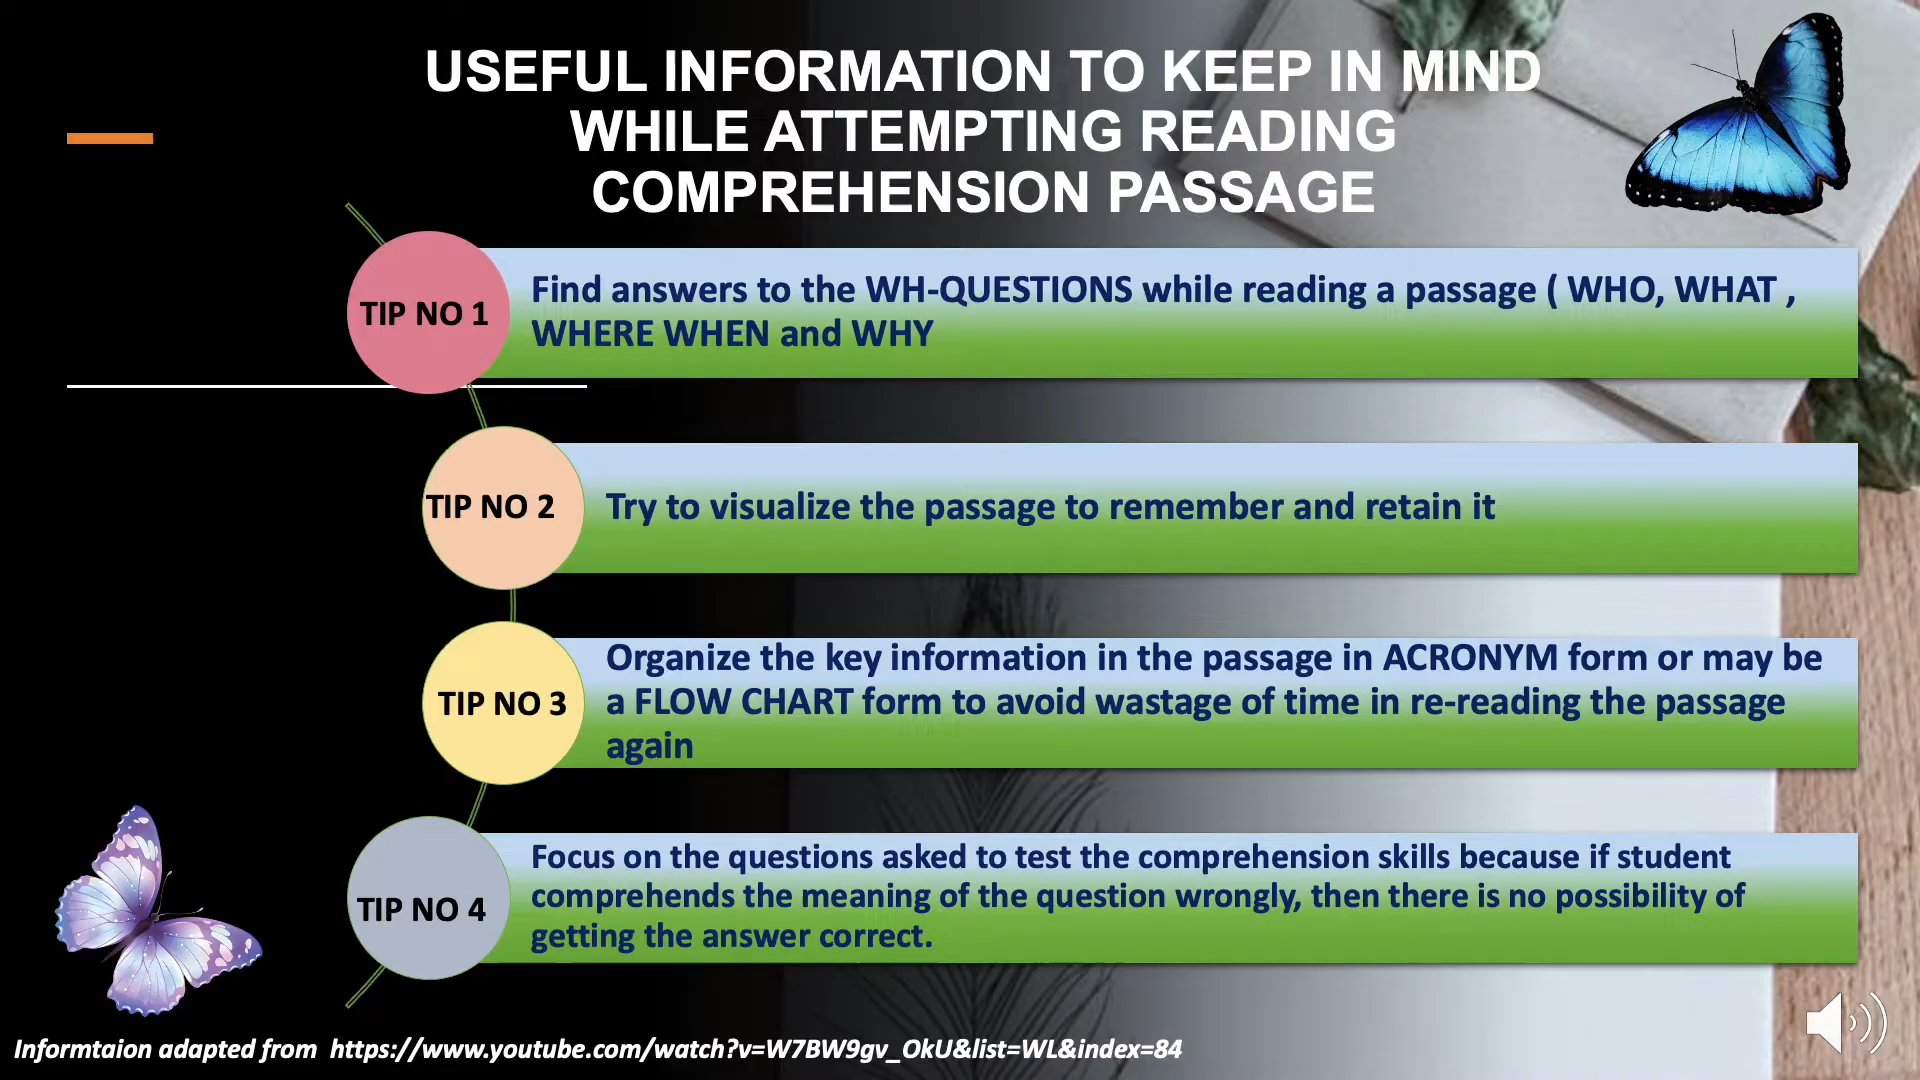 USEFUL INFORMATION TO KEEP IN MIND
WHILE ATTEMPTING READING
COMPREHENSION PASSAGE
TIP NO 1
Find answers to the WH-QUESTIONS while reading a passage ( WHO, WHAT ,
WHERE WHEN and WHY
TIP NO 2
Try to visualize the passage to remember and retain it
TIP NO 3
Organize the key information in the passage in ACRONYM form or may be
a FLOW CHART form to avoid wastage of time in re-reading the passage
again
TIP NO 4
Focus on the questions asked to test the comprehension skills because if student
comprehends the meaning of the question wrongly, then there is no possibility of
getting the answer correct.
Informtaion adapted from  https://www.youtube.com/watch?v=W7BW9gv_OkU&list=WL&index=84